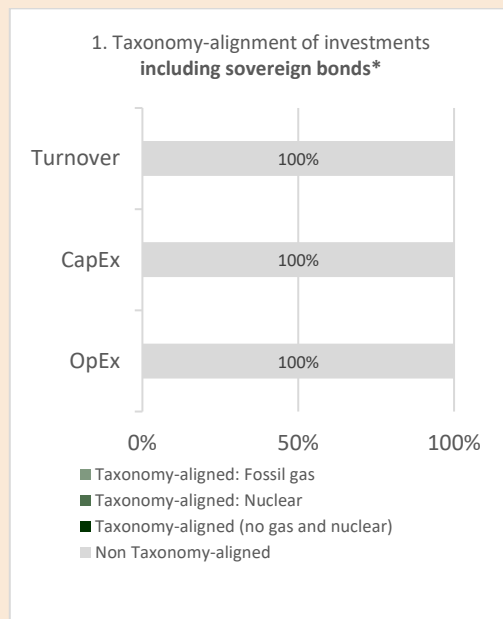 1. Taxonomy-alignment of investments
including sovereign bonds*
Turnover
100%
CapEx
100%
OpEx
100%
0%
50%
100%
Taxonomy-aligned: Fossil gas
Taxonomy-aligned: Nuclear
Taxonomy-aligned (no gas and nuclear)
Non Taxonomy-aligned